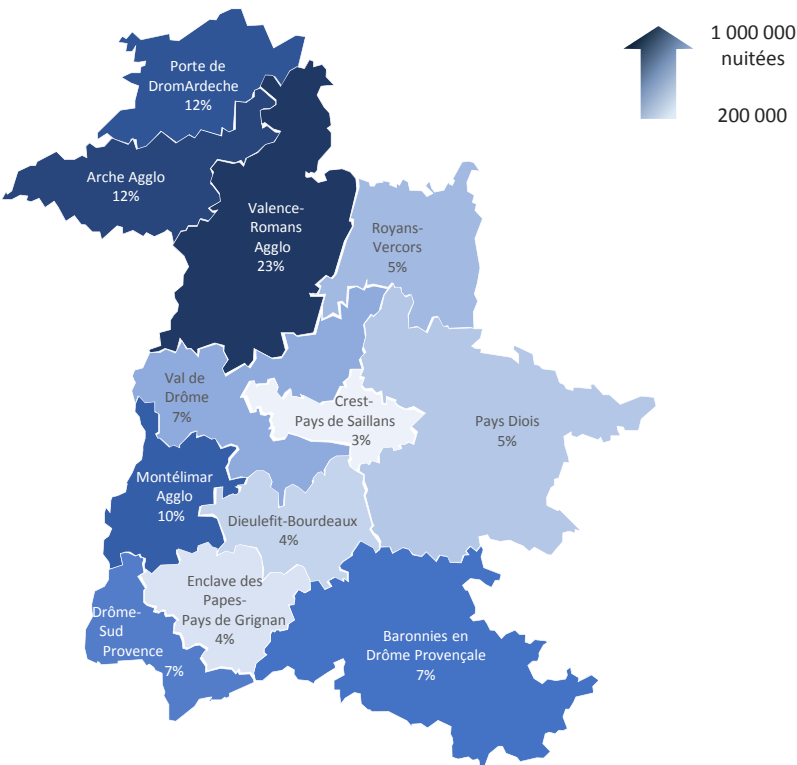 1 000 000
nuitées
200 000
Porte de
DromArdeche
12%
Arche Agglo
12%
Valence-
Romans
Agglo
23%
Royans-
Vercors
5%
Val de
Drôme
7%
Crest-
Pays de Saillans
3%
Pays Diois
5%
Montélimar
Agglo
10%
Dieulefit-Bourdeaux
4%
Enclave des
Papes-
Pays de Grignan
4%
Drôme-
Sud
Provence
7%
Baronnies en
Drôme Provençale
7%